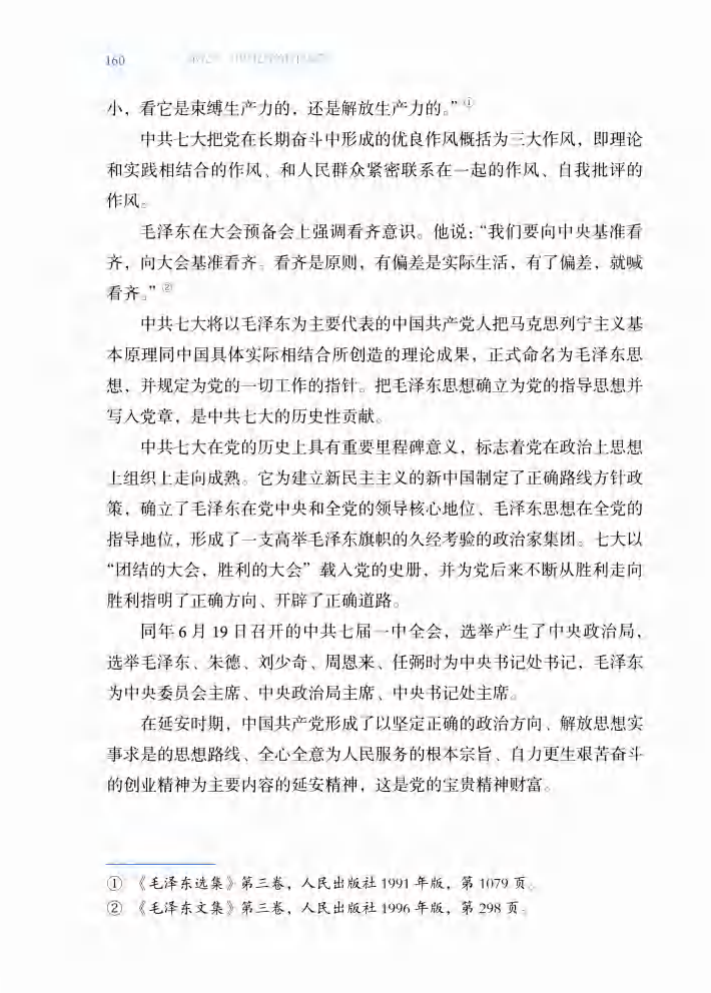 160
小，看它是束缚生产力的，还是解放生产力的。”①
中共七大把党在长期奋斗中形成的优良作风概括为三大作风，即理论
和实践相结合的作风、和人民群众紧密联系在一起的作风、自我批评的
作风。
毛泽东在大会预备会上强调看齐意识。他说：“我们要向中央基准看
齐，向大会基准看齐。看齐是原则，有偏差是实际生活，有了偏差，就喊
看齐。”②
中共七大将以毛泽东为主要代表的中国共产党人把马克思列宁主义基
本原理同中国具体实际相结合所创造的理论成果，正式命名为毛泽东思
想，并规定为党的一切工作的指针。把毛泽东思想确立为党的指导思想并
写入党章，是中共七大的历史性贡献。
中共七大在党的历史上具有重要里程碑意义，标志着党在政治上思想
上组织上走向成熟。它为建立新民主主义的新中国制定了正确路线方针政
策，确立了毛泽东在党中央和全党的领导核心地位、毛泽东思想在全党的
指导地位，形成了一支高举毛泽东旗帜的久经考验的政治家集团。七大以
“团结的大会，胜利的大会”载入党的史册，并为党后来不断从胜利走向
胜利指明了正确方向、开辟了正确道路。
同年 6 月 19 日召开的中共七届一中全会，选举产生了中央政治局，
选举毛泽东、朱德、刘少奇、周恩来、任弼时为中央书记处书记，毛泽东
为中央委员会主席、中央政治局主席、中央书记处主席。
在延安时期，中国共产党形成了以坚定正确的政治方向、解放思想实
事求是的思想路线、全心全意为人民服务的根本宗旨、自力更生艰苦奋斗
的创业精神为主要内容的延安精神，这是党的宝贵精神财富。
① 《毛泽东选集》第三卷，人民出版社 1991 年版，第 1079 页。
② 《毛泽东文集》第三卷，人民出版社 1996 年版，第 298 页。